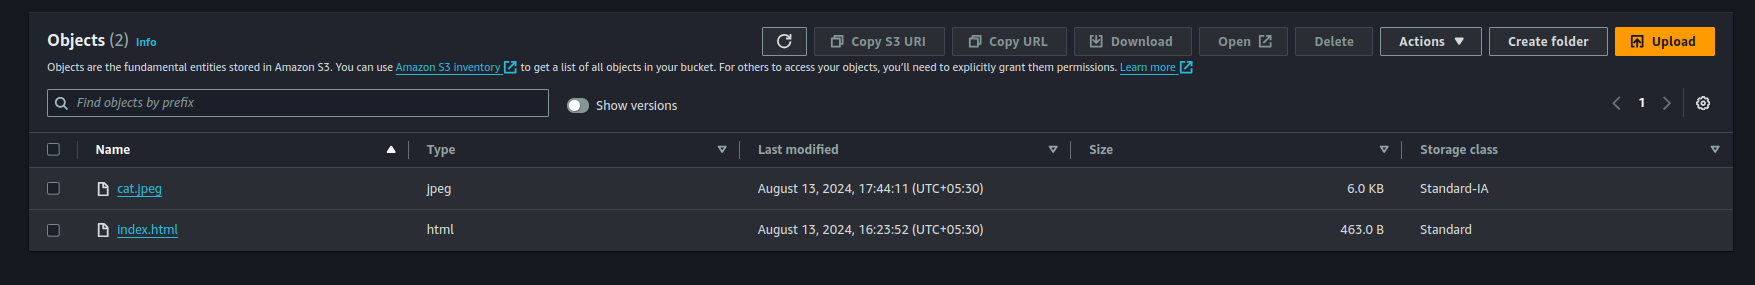 Objects (2) Info
Copy S3 URI Copy URL Download Open Delete Actions Create folder Upload
Objects are the fundamental entities stored in Amazon S3. You can use Amazon S3 inventory to get a list of all objects in your bucket. For others to access your objects, you'll need to explicitly grant them permissions. Learn more
Find objects by prefix Show versions 1
Name Type Last modified Size Storage class
cat.jpeg jpeg August 13, 2024, 17:44:11 (UTC+05:30) 6.0 KB Standard-IA
index.html html August 13, 2024, 16:23:52 (UTC+05:30) 463.0 B Standard